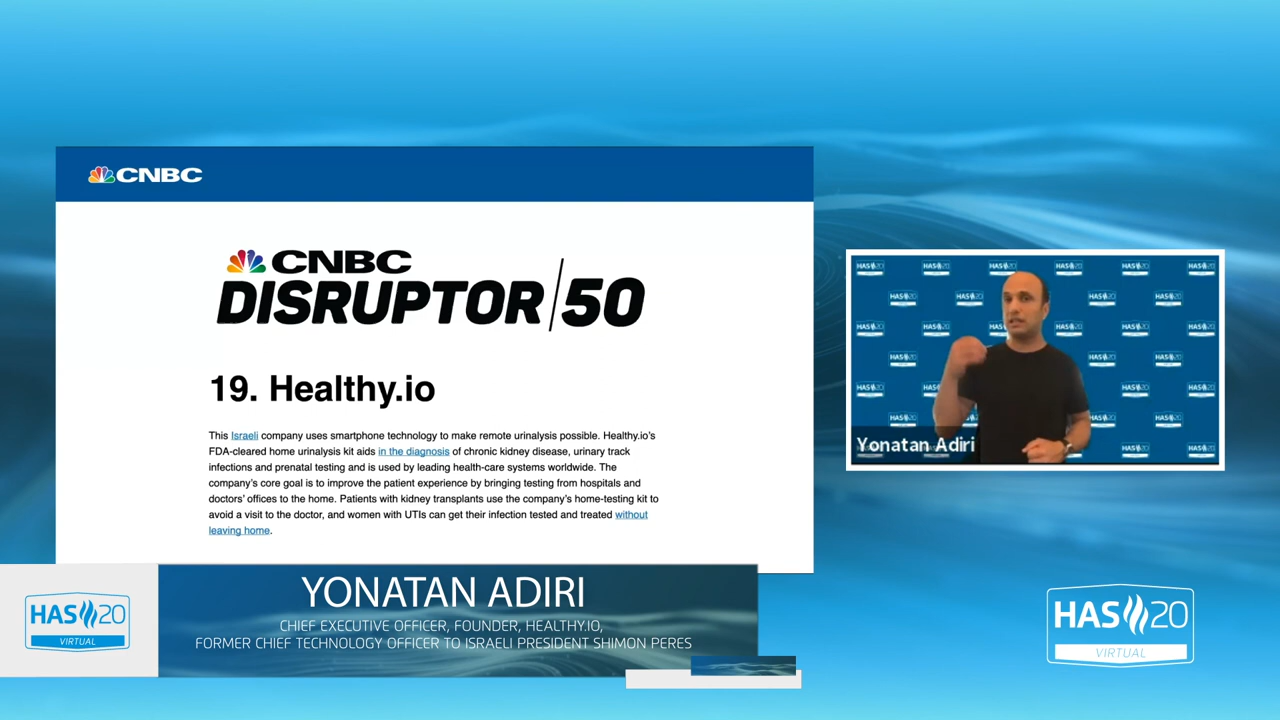 CNBC
CNBC
DISRUPTOR/50
19. Healthy.io
This Israeli company uses smartphone technology to make remote urinalysis possible. Healthy.io's
FDA-cleared home urinalysis kit aids in the diagnosis of chronic kidney disease, urinary track
infections and prenatal testing and is used by leading health-care systems worldwide. The
company's core goal is to improve the patient experience by bringing testing from hospitals and
doctors' offices to the home. Patients with kidney transplants use the company's home-testing kit to
avoid a visit to the doctor, and women with UTIs can get their infection tested and treated without
leaving home.
Yonatan Adiri
HAS 20
VIRTUAL
YONATAN ADIRI
CHIEF EXECUTIVE OFFICER, FOUNDER, HEALTHY.IO,
FORMER CHIEF TECHNOLOGY OFFICER TO ISRAELI PRESIDENT SHIMON PERES
HAS 20
VIRTUAL